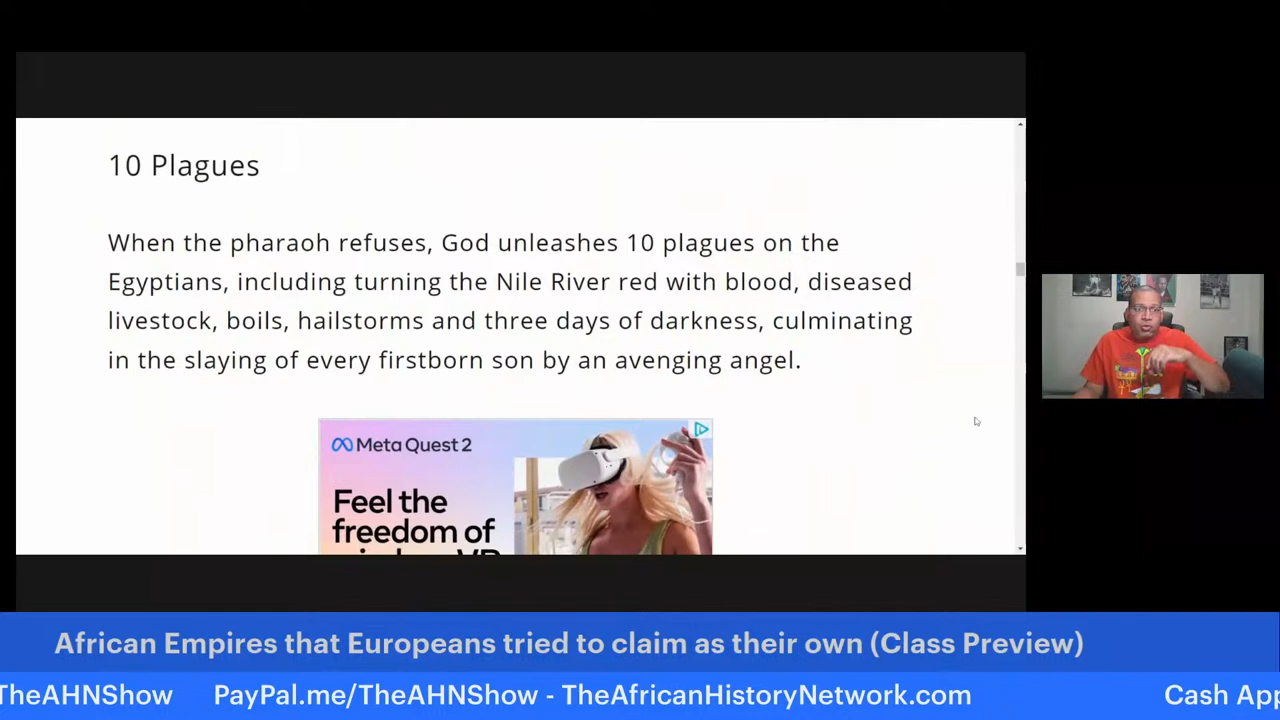 10 Plagues
When the pharaoh refuses, God unleashes 10 plagues on the
Egyptians, including turning the Nile River red with blood, diseased
livestock, boils, hailstorms and three days of darkness, culminating
in the slaying of every firstborn son by an avenging angel.
Meta Quest 2
Feel the
freedom of
African Empires that Europeans tried to claim as their own (Class Preview)
TheAHNShow PayPal.me/TheAHNShow - TheAfricanHistoryNetwork.com Cash App